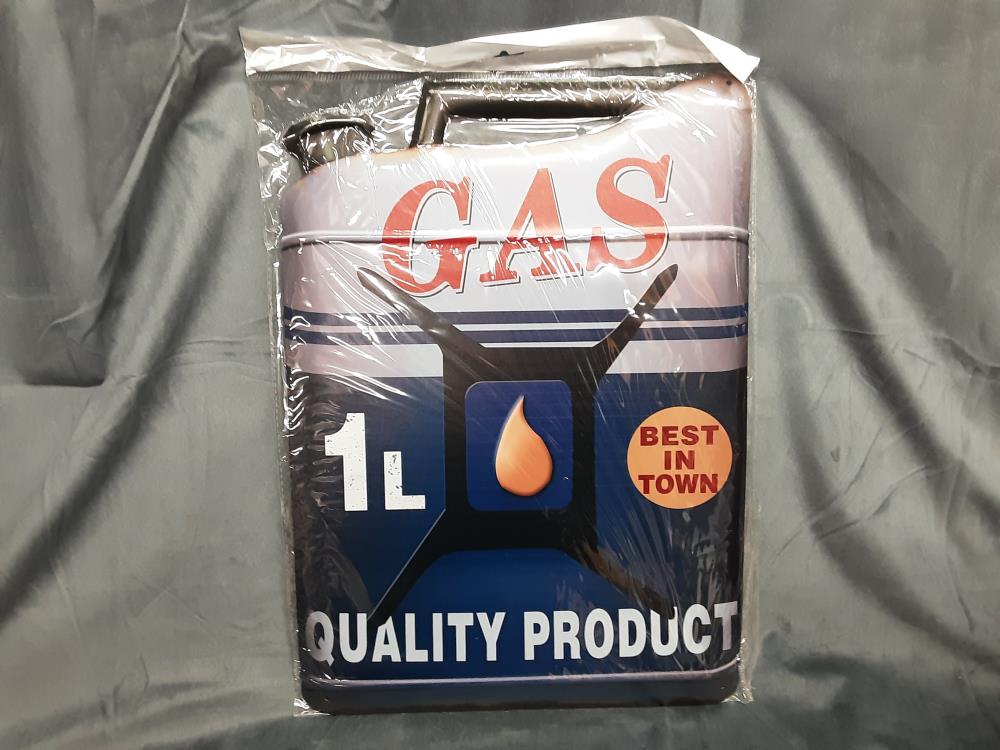 GAS
1L
BEST
IN
TOWN
QUALITY PRODUCT